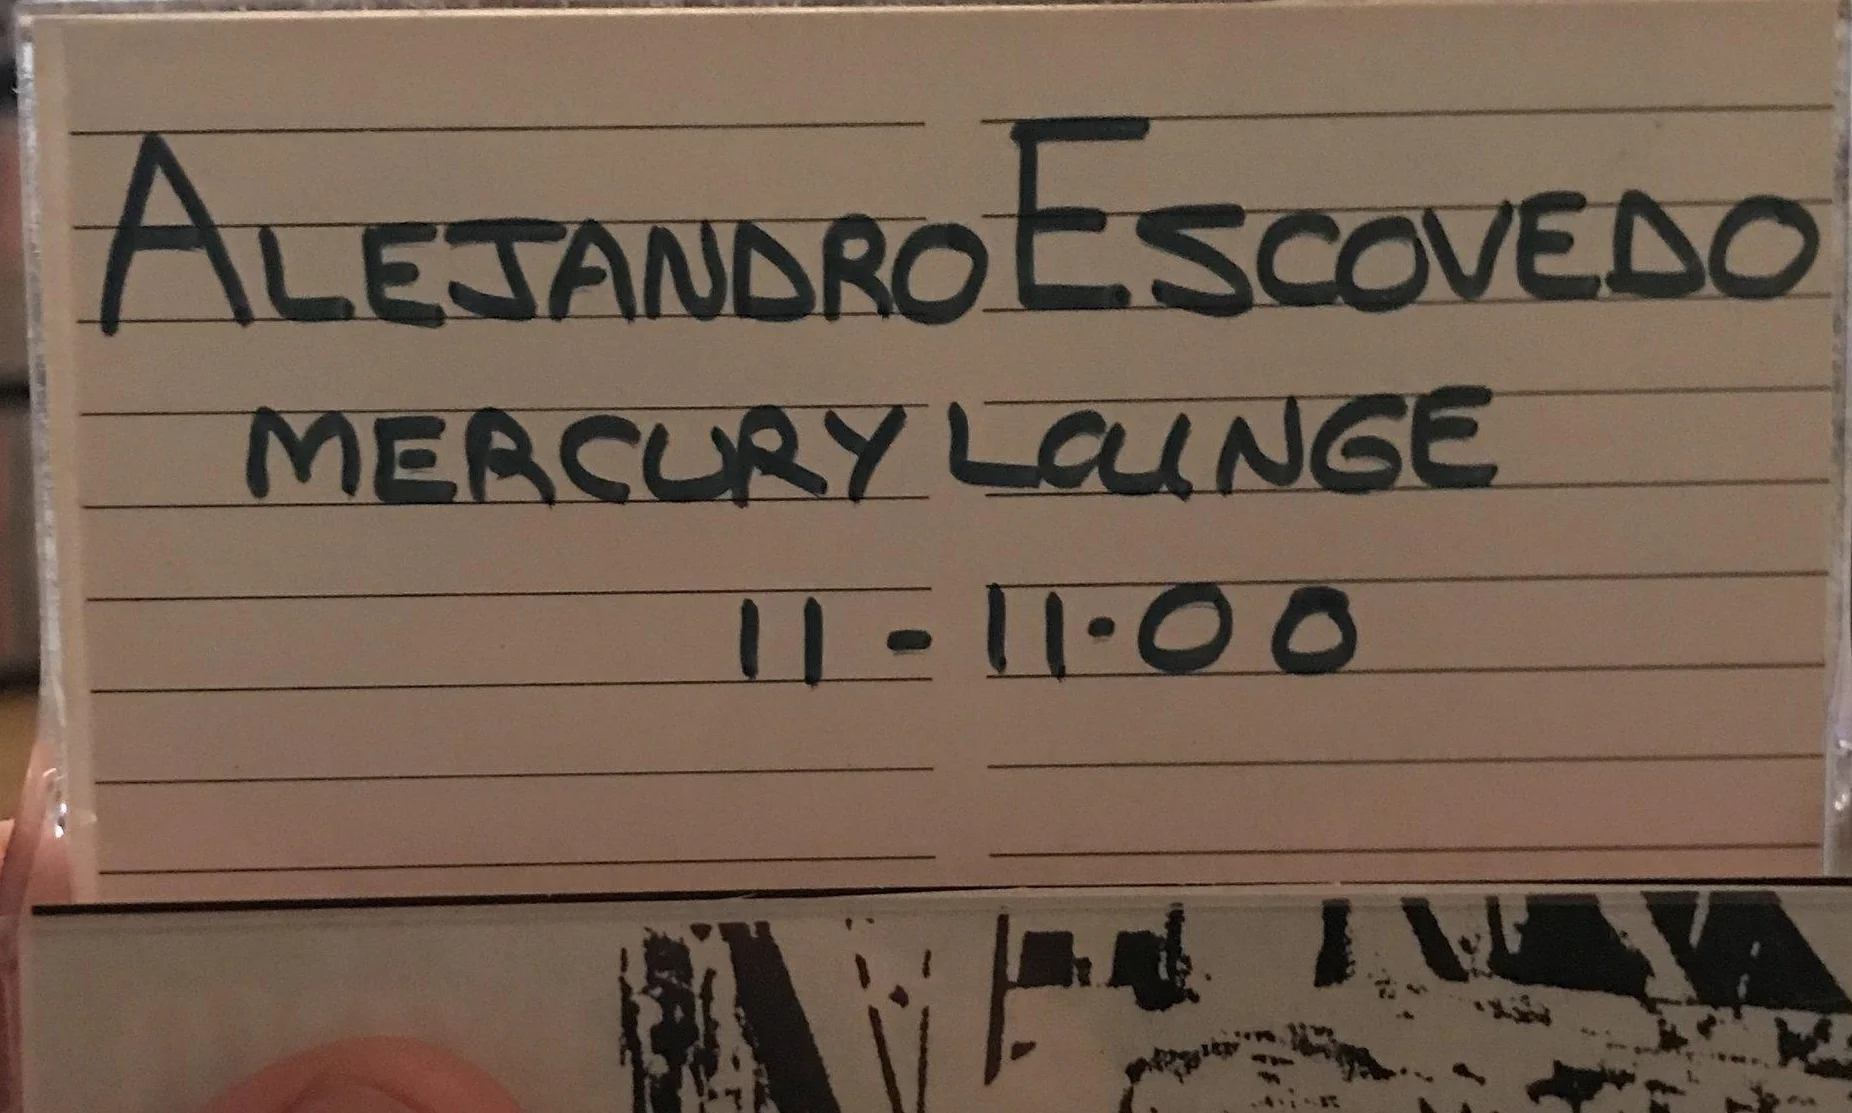 ALEJANDRO ESCOVEDO
MERCURY LOUNGE
11-11·00